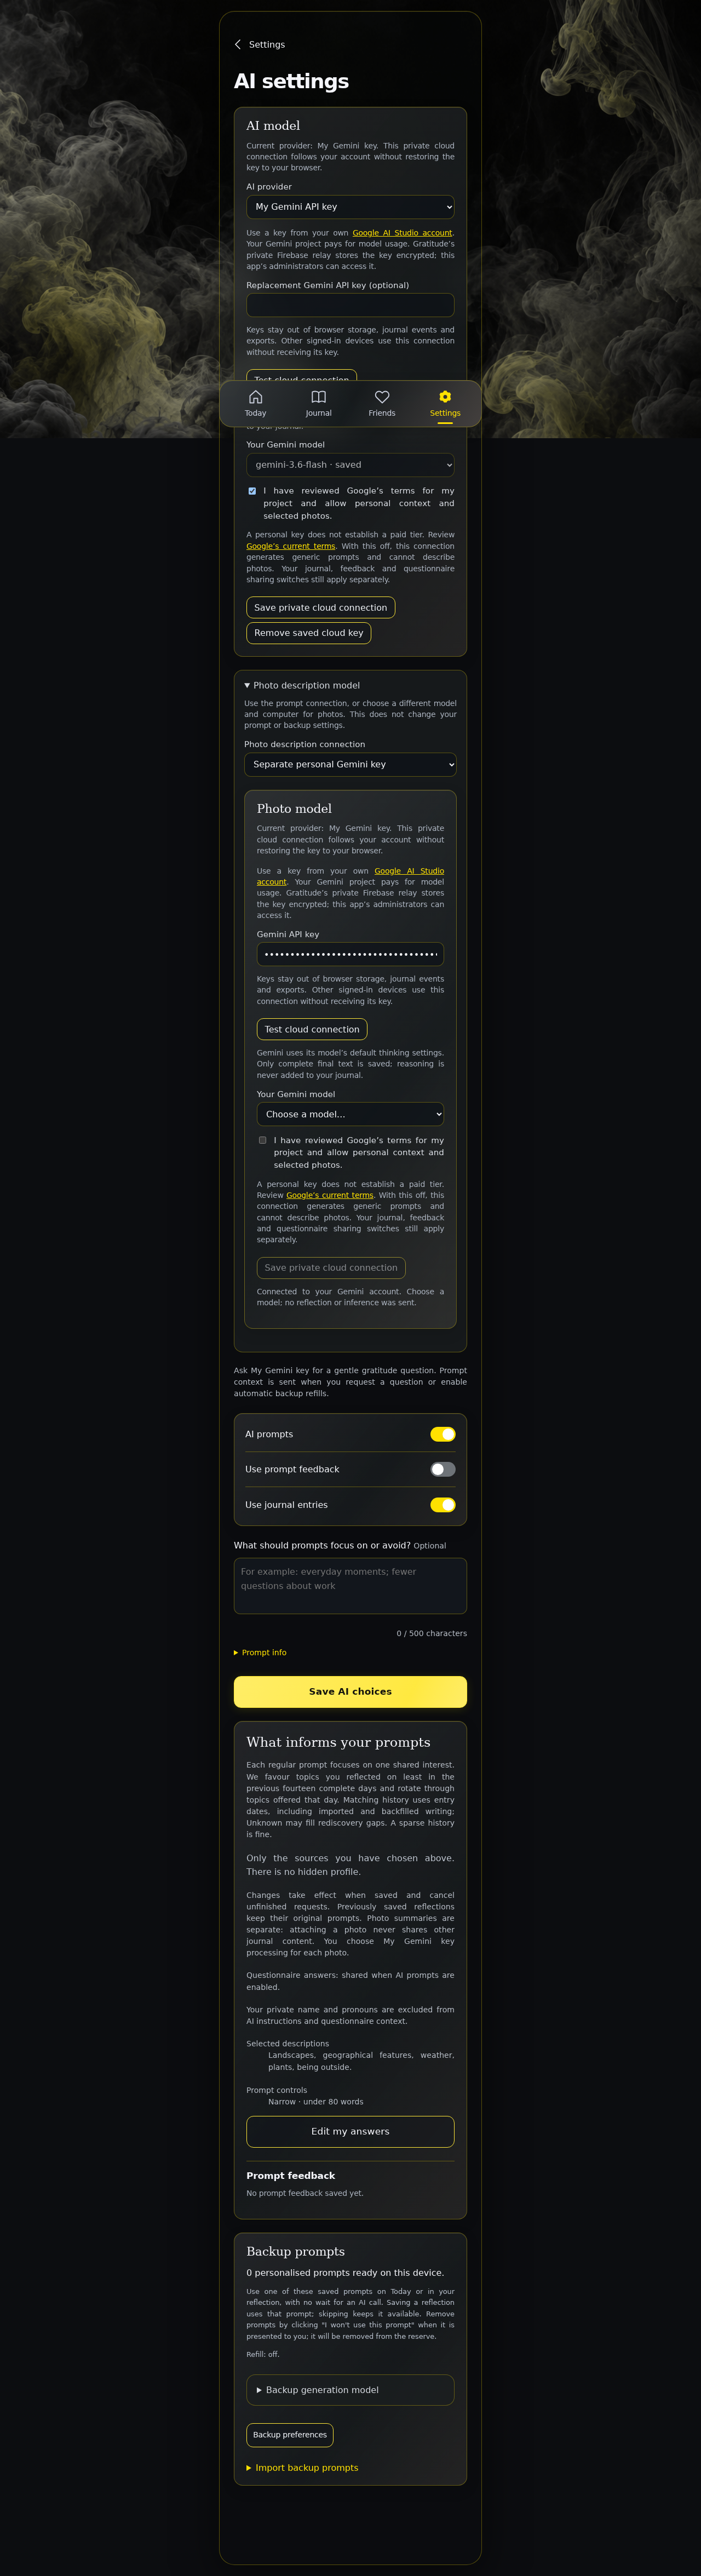 Settings
AI settings
AI model
Current provider: My Gemini key. This private cloud
connection follows your account without restoring the
key to your browser.
AI provider
My Gemini API key
Use a key from your own Google AI Studio account.
Your Gemini project pays for model usage. Gratitude's
private Firebase relay stores the key encrypted; this
app's administrators can access it.
Replacement Gemini API key (optional)
Keys stay out of browser storage, journal events and
exports. Other signed-in devices use this connection
without receiving its key.
Test cloud connection
Today
Journal
Friends
Settings
to your journal.
Your Gemini model
gemini-3.6-flash · saved
I have reviewed Google's terms for my
project and allow personal context and
selected photos.
A personal key does not establish a paid tier. Review
Google's current terms. With this off, this connection
generates generic prompts and cannot describe
photos. Your journal, feedback and questionnaire
sharing switches still apply separately.
Save private cloud connection
Remove saved cloud key
▼ Photo description model
Use the prompt connection, or choose a different model
and computer for photos. This does not change your
prompt or backup settings.
Photo description connection
Separate personal Gemini key
Photo model
Current provider: My Gemini key. This private
cloud connection follows your account without
restoring the key to your browser.
Use a key from your own Google AI Studio
account. Your Gemini project pays for model
usage. Gratitude's private Firebase relay stores
the key encrypted; this app's administrators can
access it.
Gemini API key
Keys stay out of browser storage, journal events
and exports. Other signed-in devices use this
connection without receiving its key.
Test cloud connection
Gemini uses its model's default thinking settings.
Only complete final text is saved; reasoning is
never added to your journal.
Your Gemini model
Choose a model...
I have reviewed Google's terms for my
project and allow personal context and
selected photos.
A personal key does not establish a paid tier.
Review Google's current terms. With this off, this
connection generates generic prompts and
cannot describe photos. Your journal, feedback
and questionnaire sharing switches still apply
separately.
Save private cloud connection
Connected to your Gemini account. Choose a
model; no reflection or inference was sent.
Ask My Gemini key for a gentle gratitude question. Prompt
context is sent when you request a question or enable
automatic backup refills.
AI prompts
Use prompt feedback
Use journal entries
What should prompts focus on or avoid? Optional
For example: everyday moments; fewer
questions about work
0 / 500 characters
▶ Prompt info
Save AI choices
What informs your prompts
Each regular prompt focuses on one shared interest.
We favour topics you reflected on least in the
previous fourteen complete days and rotate through
topics offered that day. Matching history uses entry
dates, including imported and backfilled writing;
Unknown may fill rediscovery gaps. A sparse history
is fine.
Only the sources you have chosen above.
There is no hidden profile.
Changes take effect when saved and cancel
unfinished requests. Previously saved reflections
keep their original prompts. Photo summaries are
separate: attaching a photo never shares other
journal content. You choose My Gemini key
processing for each photo.
Questionnaire answers: shared when AI prompts are
enabled.
Your private name and pronouns are excluded from
AI instructions and questionnaire context.
Selected descriptions
Landscapes, geographical features, weather,
plants, being outside.
Prompt controls
Narrow · under 80 words
Edit my answers
Prompt feedback
No prompt feedback saved yet.
Backup prompts
0 personalised prompts ready on this device.
Use one of these saved prompts on Today or in your
reflection, with no wait for an AI call. Saving a reflection
uses that prompt; skipping keeps it available. Remove
prompts by clicking "I won't use this prompt" when it is
presented to you; it will be removed from the reserve.
Refill: off.
▶ Backup generation model
Backup preferences
▶ Import backup prompts